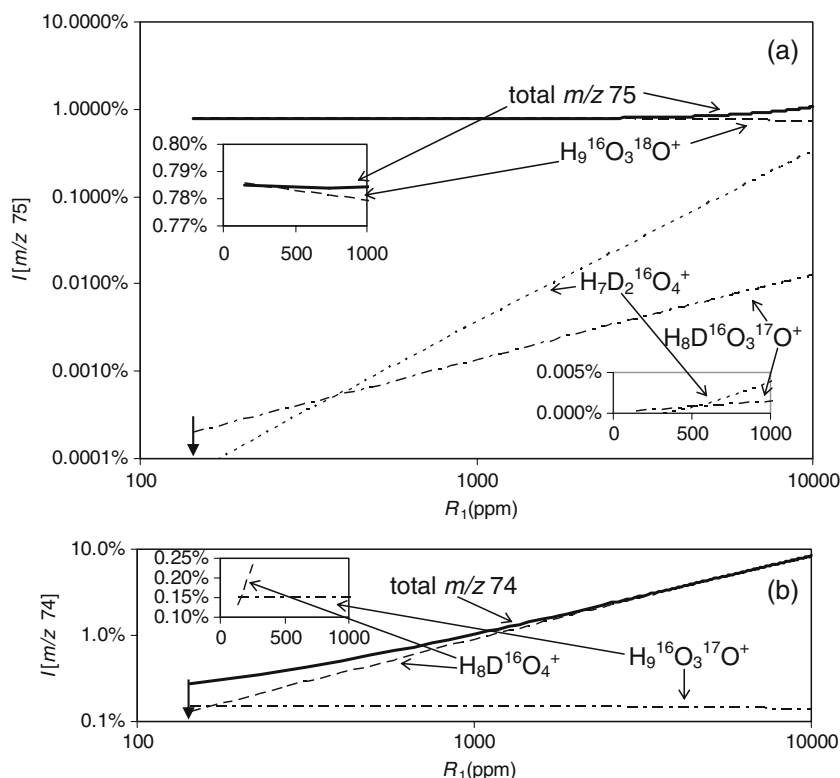 10.0000%
(a)
total m/z 75
1.0000%
H₉¹⁶O₃¹⁸O⁺
0.80%
0.79%
0.78%
0.77%
0 500 1000
0.1000%
I [m/z 75]
0.0100%
H₇D₂¹⁶O₄⁺
H₈D¹⁶O₃¹⁷O⁺
0.0010%
0.005%
0.000%
0 500 1000
0.0001%
100 1000 10000
R₁(ppm)
10.0%
(b)
0.25%
0.20%
0.15%
0.10%
0 500 1000
total m/z 74
I [m/z 74]
1.0%
H₈D¹⁶O₄⁺
H₉¹⁶O₃¹⁷O⁺
0.1%
100 1000 10000
R₁(ppm)